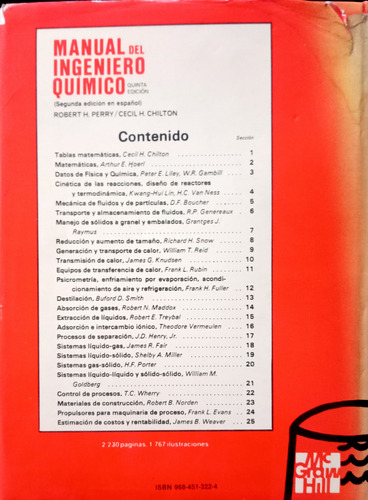 MANUAL DEL
INGENIERO
QUIMICO QUINTA EDICIÓN
(Segunda edición en español)
ROBERT H. PERRY/CECIL H. CHILTON
Contenido
Sección
Tablas matemáticas, Cecil H. Chilton 1
Matemáticas, Arthur E. Hoerl 2
Datos de Física y Química, Peter E. Liley, W.R. Gambill 3
Cinética de las reacciones, diseño de reactores
y termodinámica, Kwang-Hui Lin, H.C. Van Ness 4
Mecánica de fluidos y de partículas, D.F. Boucher 5
Transporte y almacenamiento de fluidos, R.P. Genereaux 6
Manejo de sólidos a granel y embalados, Grantges J.
Raymus 7
Reducción y aumento de tamaño, Richard H. Snow 8
Generación y transporte de calor, William T. Reid 9
Transmisión de calor, James G. Knudsen 10
Equipos de transferencia de calor, Frank L. Rubin 11
Psicrometría, enfriamiento por evaporación, acondi-
cionamiento de aire y refrigeración, Frank H. Fuller 12
Destilación, Buford D. Smith 13
Absorción de gases, Robert N. Maddox 14
Extracción de líquidos, Robert E. Treybal 15
Adsorción e intercambio iónico, Theodore Vermeulen 16
Procesos de separación, J.D. Henry, Jr. 17
Sistemas líquido-gas, James R. Fair 18
Sistemas líquido-sólido, Shelby A. Miller 19
Sistemas gas-sólido, H.F. Porter 20
Sistemas líquido-líquido y sólido-sólido, William M.
Goldberg 21
Control de procesos, T.C. Wherry 22
Materiales de construcción, Robert B. Norden 23
Propulsores para maquinaria de proceso, Frank L. Evans 24
Estimación de costos y rentabilidad, James B. Weaver 25
2 230 páginas. 1 767 ilustraciones
ISBN 968-451-322-4
Mc
Graw
Hill